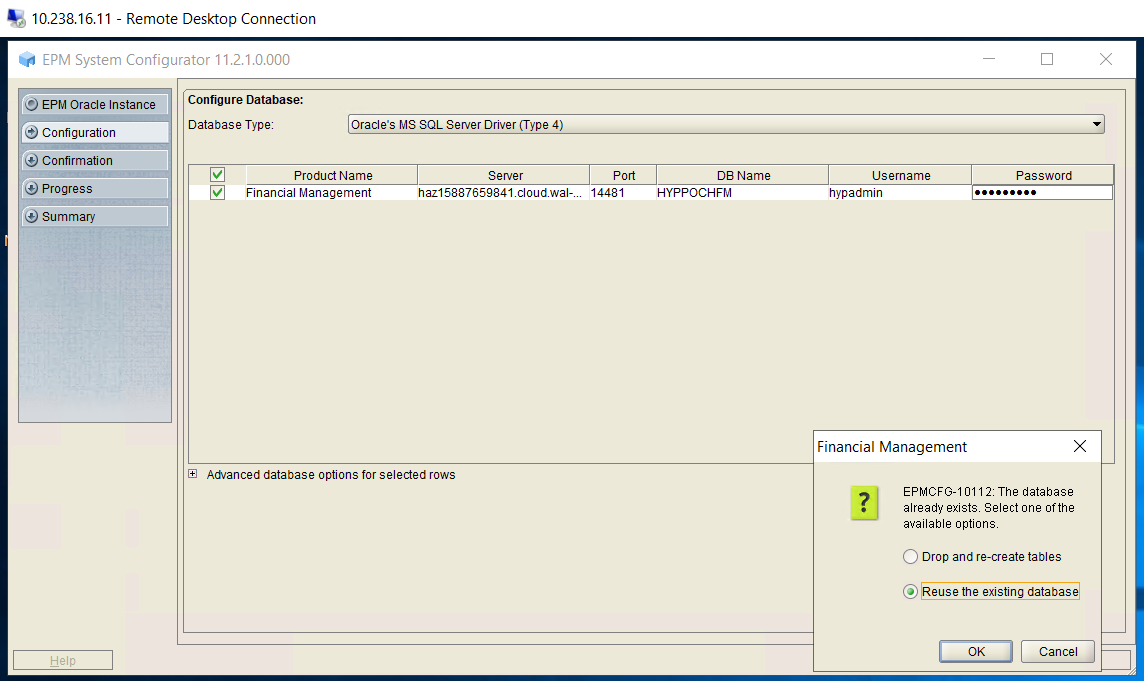 10.238.16.11 - Remote Desktop Connection
EPM System Configurator 11.2.1.0.000
EPM Oracle Instance
Configuration
Confirmation
Progress
Summary
Configure Database:
Database Type: Oracle's MS SQL Server Driver (Type 4)
Product Name Server Port DB Name Username Password
Financial Management haz15887659841.cloud.wal-... 14481 HYPPOCHFM hypadmin ●●●●●●●●●
Advanced database options for selected rows
Financial Management
?
EPMCFG-10112: The database
already exists. Select one of the
available options.
Drop and re-create tables
Reuse the existing database
OK Cancel
Help